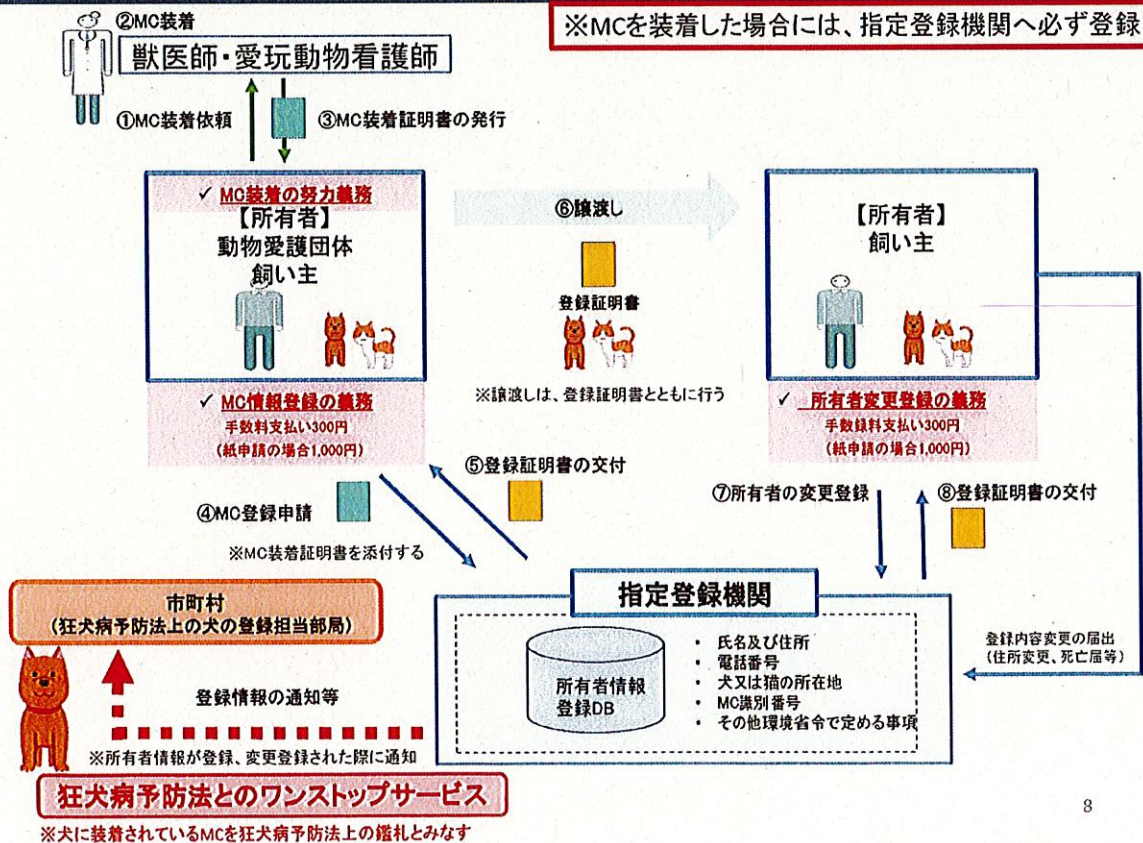 ②MC装着
※MCを装着した場合には、指定登録機関へ必ず登録
獣医師・愛玩動物看護師
①MC装着依頼
③MC装着証明書の発行
✓ MC装着の努力義務
【所有者】
動物愛護団体
飼い主
✓ MC情報登録の義務
手数料支払い300円
(紙申請の場合1,000円)
⑥譲渡し
登録証明書
※譲渡しは、登録証明書とともに行う
【所有者】
飼い主
✓ 所有者変更登録の義務
手数録料支払い300円
(紙申請の場合1,000円)
④MC登録申請
⑤登録証明書の交付
※MC装着証明書を添付する
⑦所有者の変更登録
⑧登録証明書の交付
指定登録機関
所有者情報
登録DB
・ 氏名及び住所
・ 電話番号
・ 犬又は猫の所在地
・ MC識別番号
・ その他環境省令で定める事項
登録内容変更の届出
(住所変更、死亡届等)
市町村
(狂犬病予防法上の犬の登録担当部局)
登録情報の通知等
※所有者情報が登録、変更登録された際に通知
狂犬病予防法とのワンストップサービス
※犬に装着されているMCを狂犬病予防法上の鑑札とみなす
8